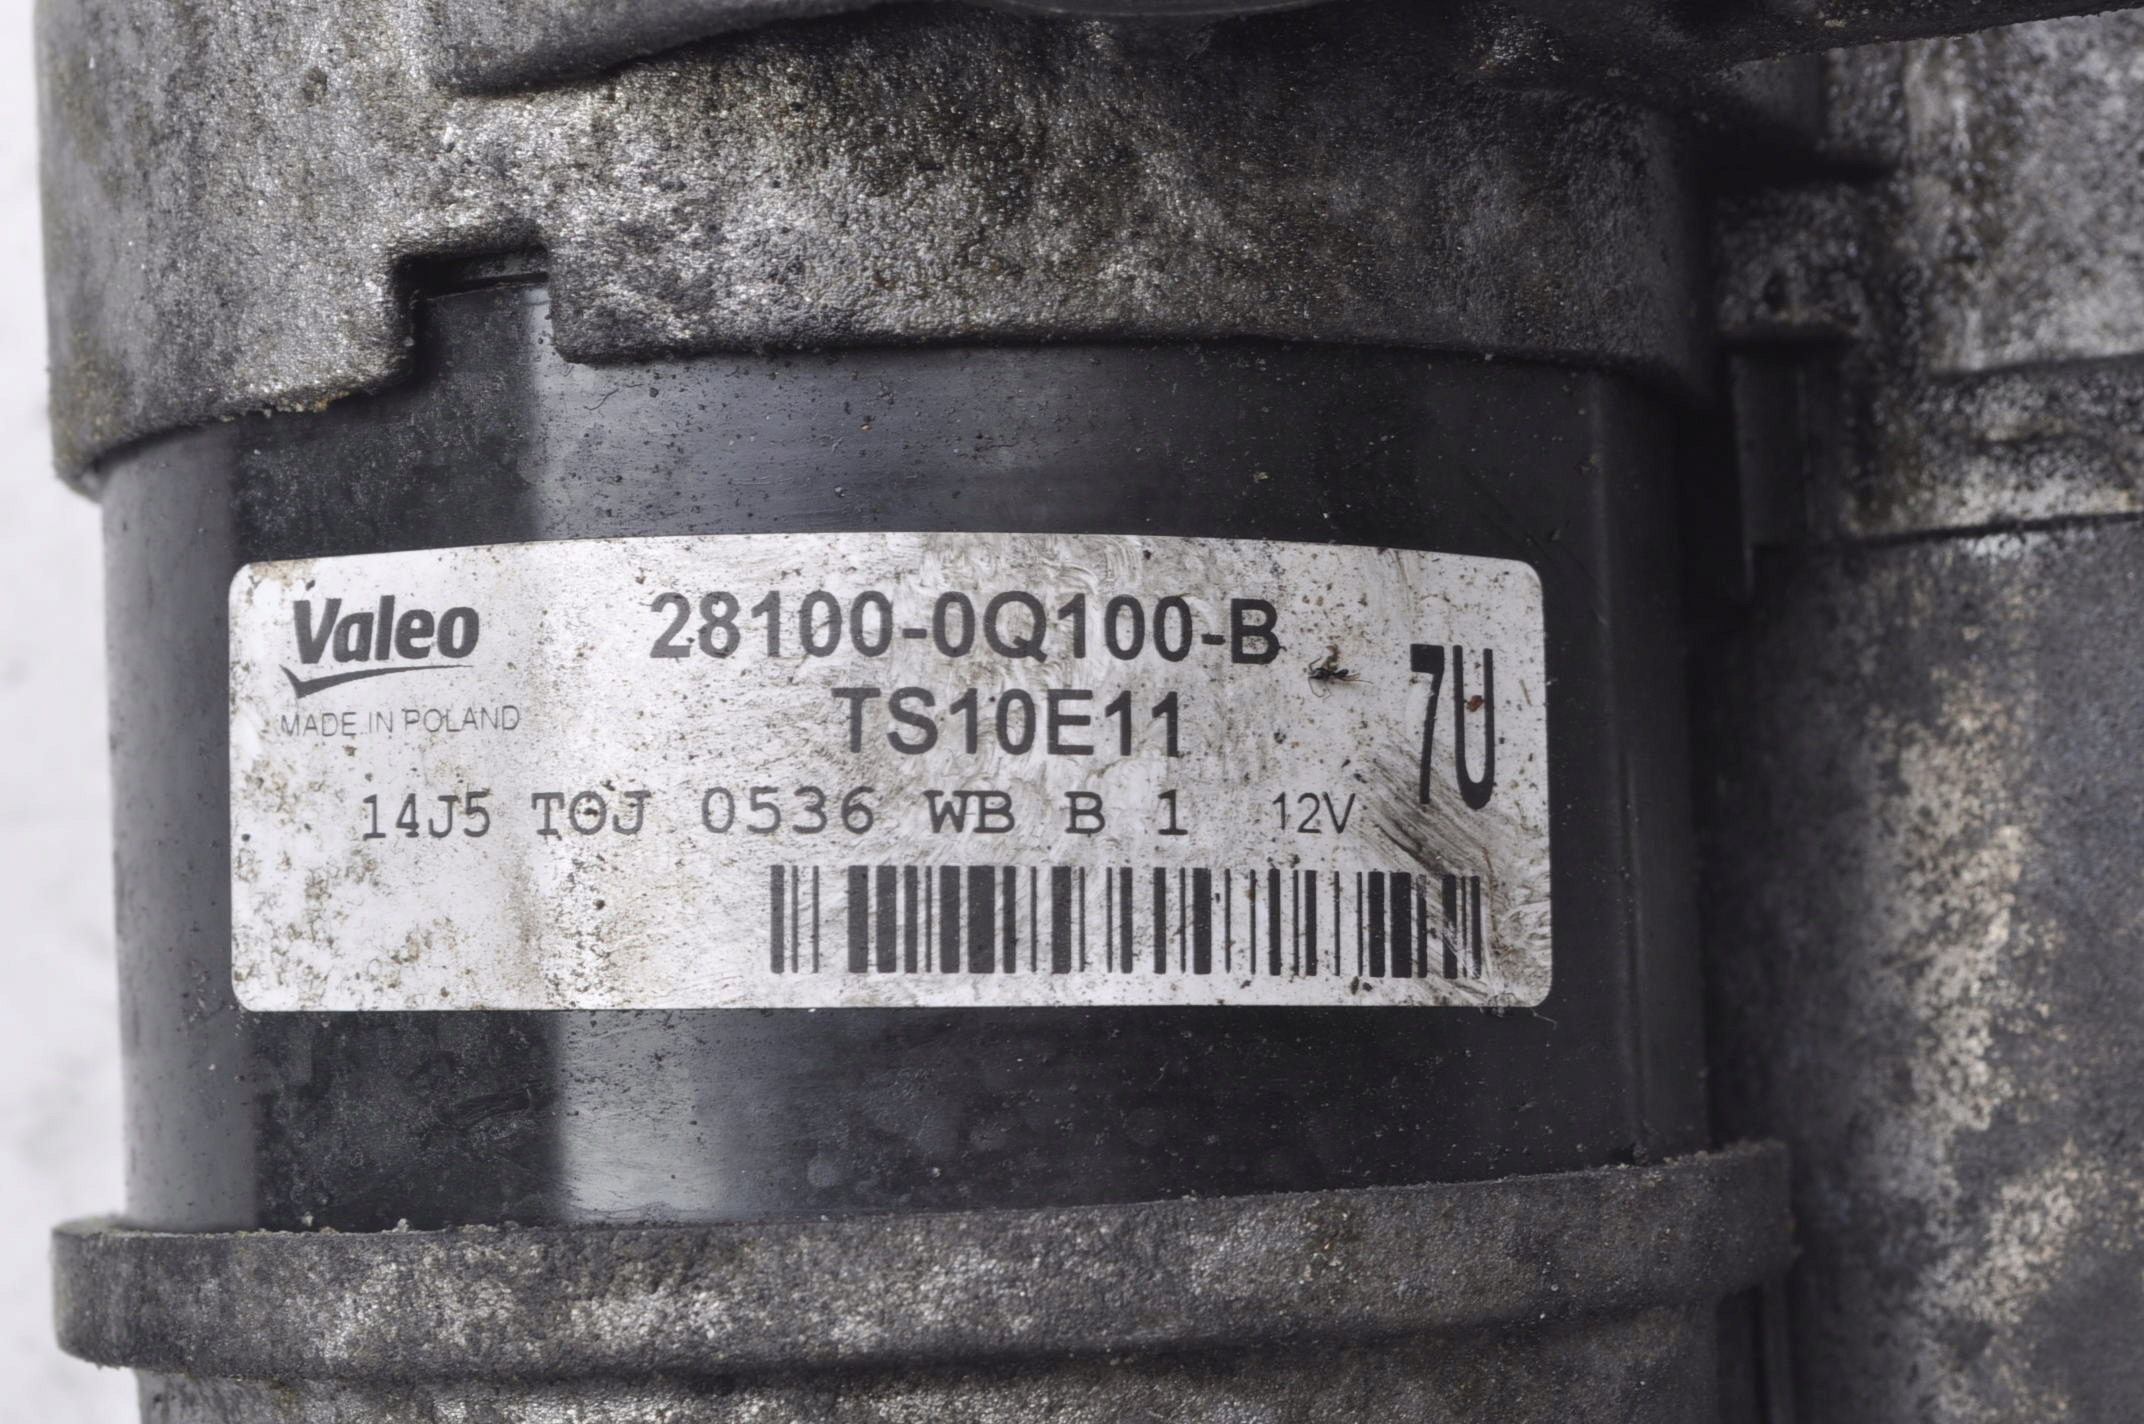 Valeo 28100-0Q100-B
MADE IN POLAND TS10E11 7U
14J5 TOJ 0536 WB B 1 12V